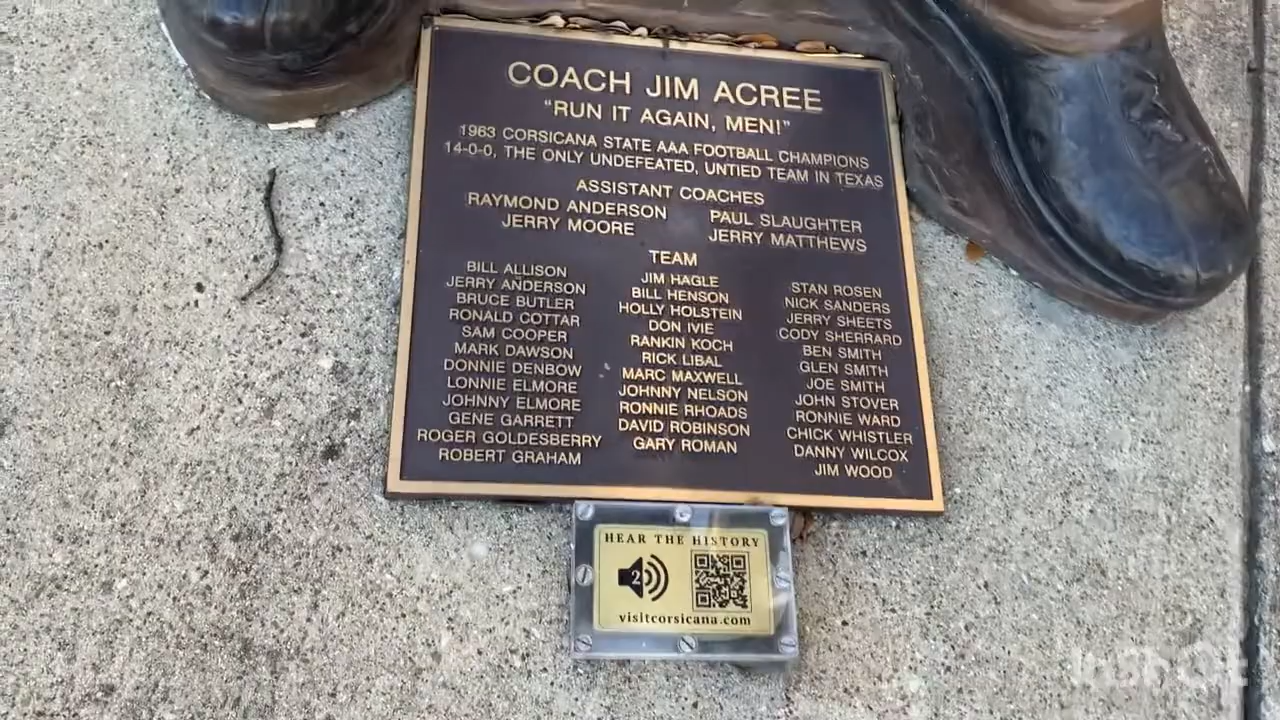 COACH JIM ACREE
"RUN IT AGAIN, MEN!"
1963 CORSICANA STATE AAA FOOTBALL CHAMPIONS
14-0-0, THE ONLY UNDEFEATED, UNTIED TEAM IN TEXAS
ASSISTANT COACHES
RAYMOND ANDERSON
JERRY MOORE
PAUL SLAUGHTER
JERRY MATTHEWS
TEAM
BILL ALLISON
JERRY ANDERSON
BRUCE BUTLER
RONALD COTTAR
SAM COOPER
MARK DAWSON
DONNIE DENBOW
LONNIE ELMORE
JOHNNY ELMORE
GENE GARRETT
ROGER GOLDESBERRY
ROBERT GRAHAM
JIM HAGLE
BILL HENSON
HOLLY HOLSTEIN
DON IVIE
RANKIN KOCH
RICK LIBAL
MARC MAXWELL
JOHNNY NELSON
RONNIE RHOADS
DAVID ROBINSON
GARY ROMAN
STAN ROSEN
NICK SANDERS
JERRY SHEETS
CODY SHERRARD
BEN SMITH
GLEN SMITH
JOE SMITH
JOHN STOVER
RONNIE WARD
CHICK WHISTLER
DANNY WILCOX
JIM WOOD
HEAR THE HISTORY
2
visitcorsicana.com
InShOt